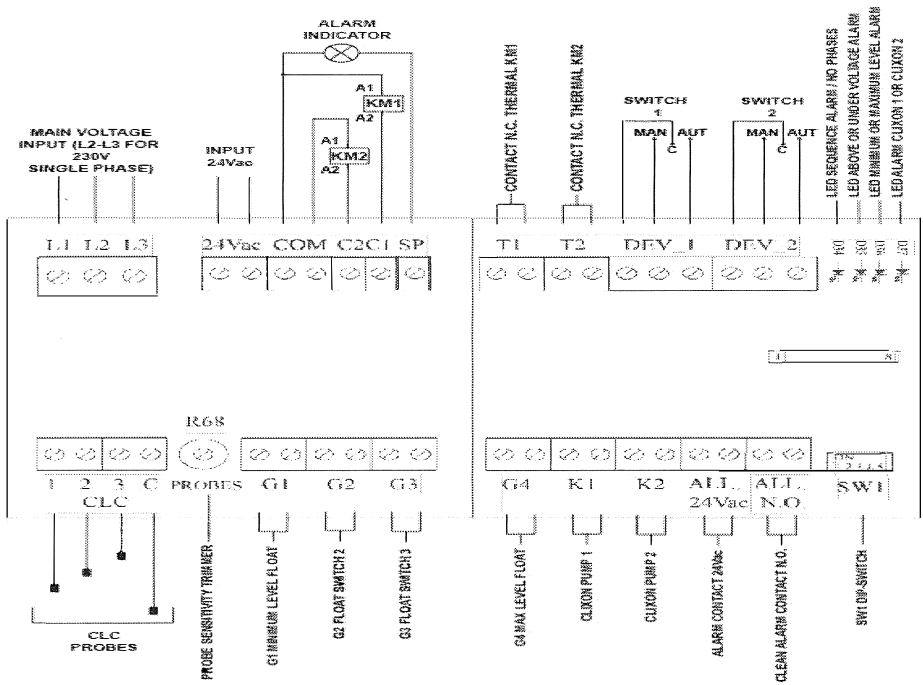 ALARM
INDICATOR
A1
KM1
A2
A1
KM2
A2
MAIN VOLTAGE
INPUT (L2-L3 FOR
230V
SINGLE PHASE)
INPUT
24Vac
CONTACT N.C. THERMAL KM1
CONTACT N.C. THERMAL KM2
SWITCH
1
MAN
AUT
C
SWITCH
2
MAN
AUT
C
LED SEQUENCE ALARM / NO PHASES
LED ABOVE OR UNDER VOLTAGE ALARM
LED MINIMUM OR MAXIMUM LEVEL ALARM
LED ALARM CLIXON 1 OR CLIXON 2
L1 L2 L3
24Vac COM C2 C1 SP
T1 T2 DEV_1 DEV_2
1 8
R68
1 2 3 C
CLC
PROBES
G1 G2 G3
G4 K1 K2
ALL.
24Vac
ALL.
N.O.
SW1
CLC
PROBES
PROBE SENSITIVITY TRIMMER
G1 MINIMUM LEVEL FLOAT
G2 FLOAT SWITCH 2
G3 FLOAT SWITCH 3
G4 MAX LEVEL FLOAT
CLIXON PUMP 1
CLIXON PUMP 2
ALARM CONTACT 24Vac
CLEAN ALARM CONTACT N.O.
SW1 DIP-SWITCH